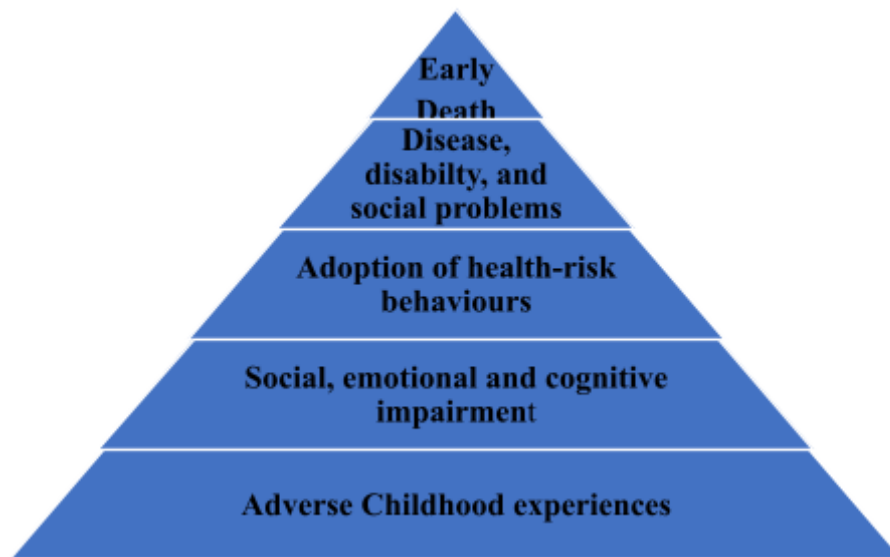 Early
Death
Disease,
disabilty, and
social problems
Adoption of health-risk
behaviours
Social, emotional and cognitive
impairment
Adverse Childhood experiences